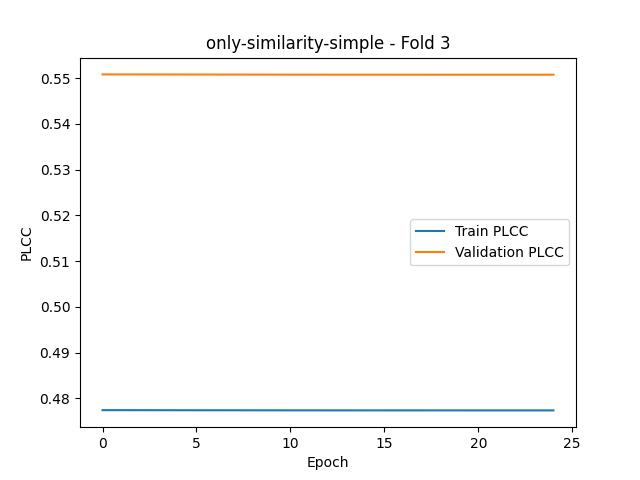 only-similarity-simple - Fold 3
PLCC
0.55
0.54
0.53
0.52
0.51
0.50
0.49
0.48
Train PLCC
Validation PLCC
0 5 10 15 20 25
Epoch